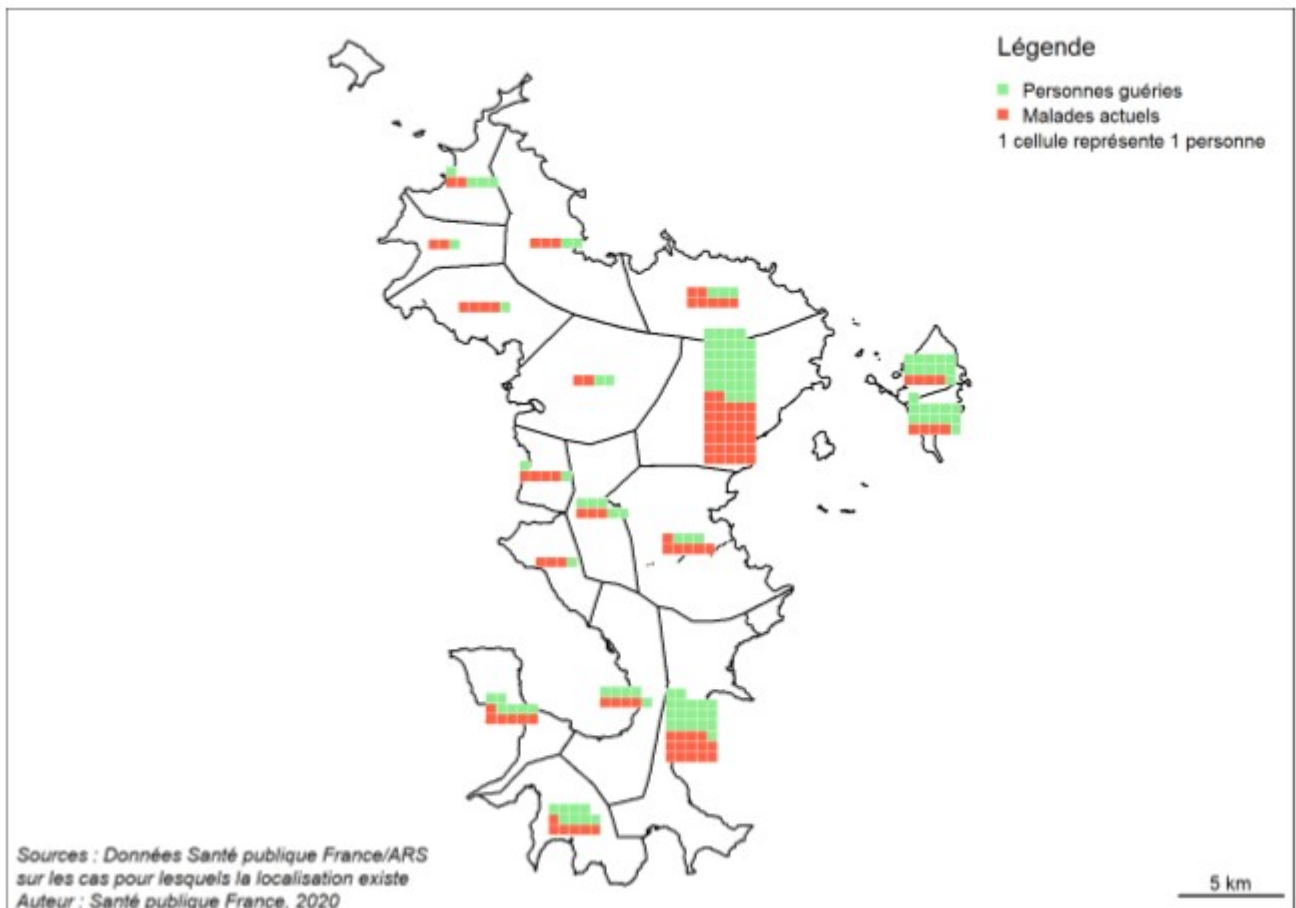 Légende
Personnes guéries
Malades actuels
1 cellule représente 1 personne
Sources : Données Santé publique France/ARS
sur les cas pour lesquels la localisation existe
Auteur : Santé publique France, 2020
5 km